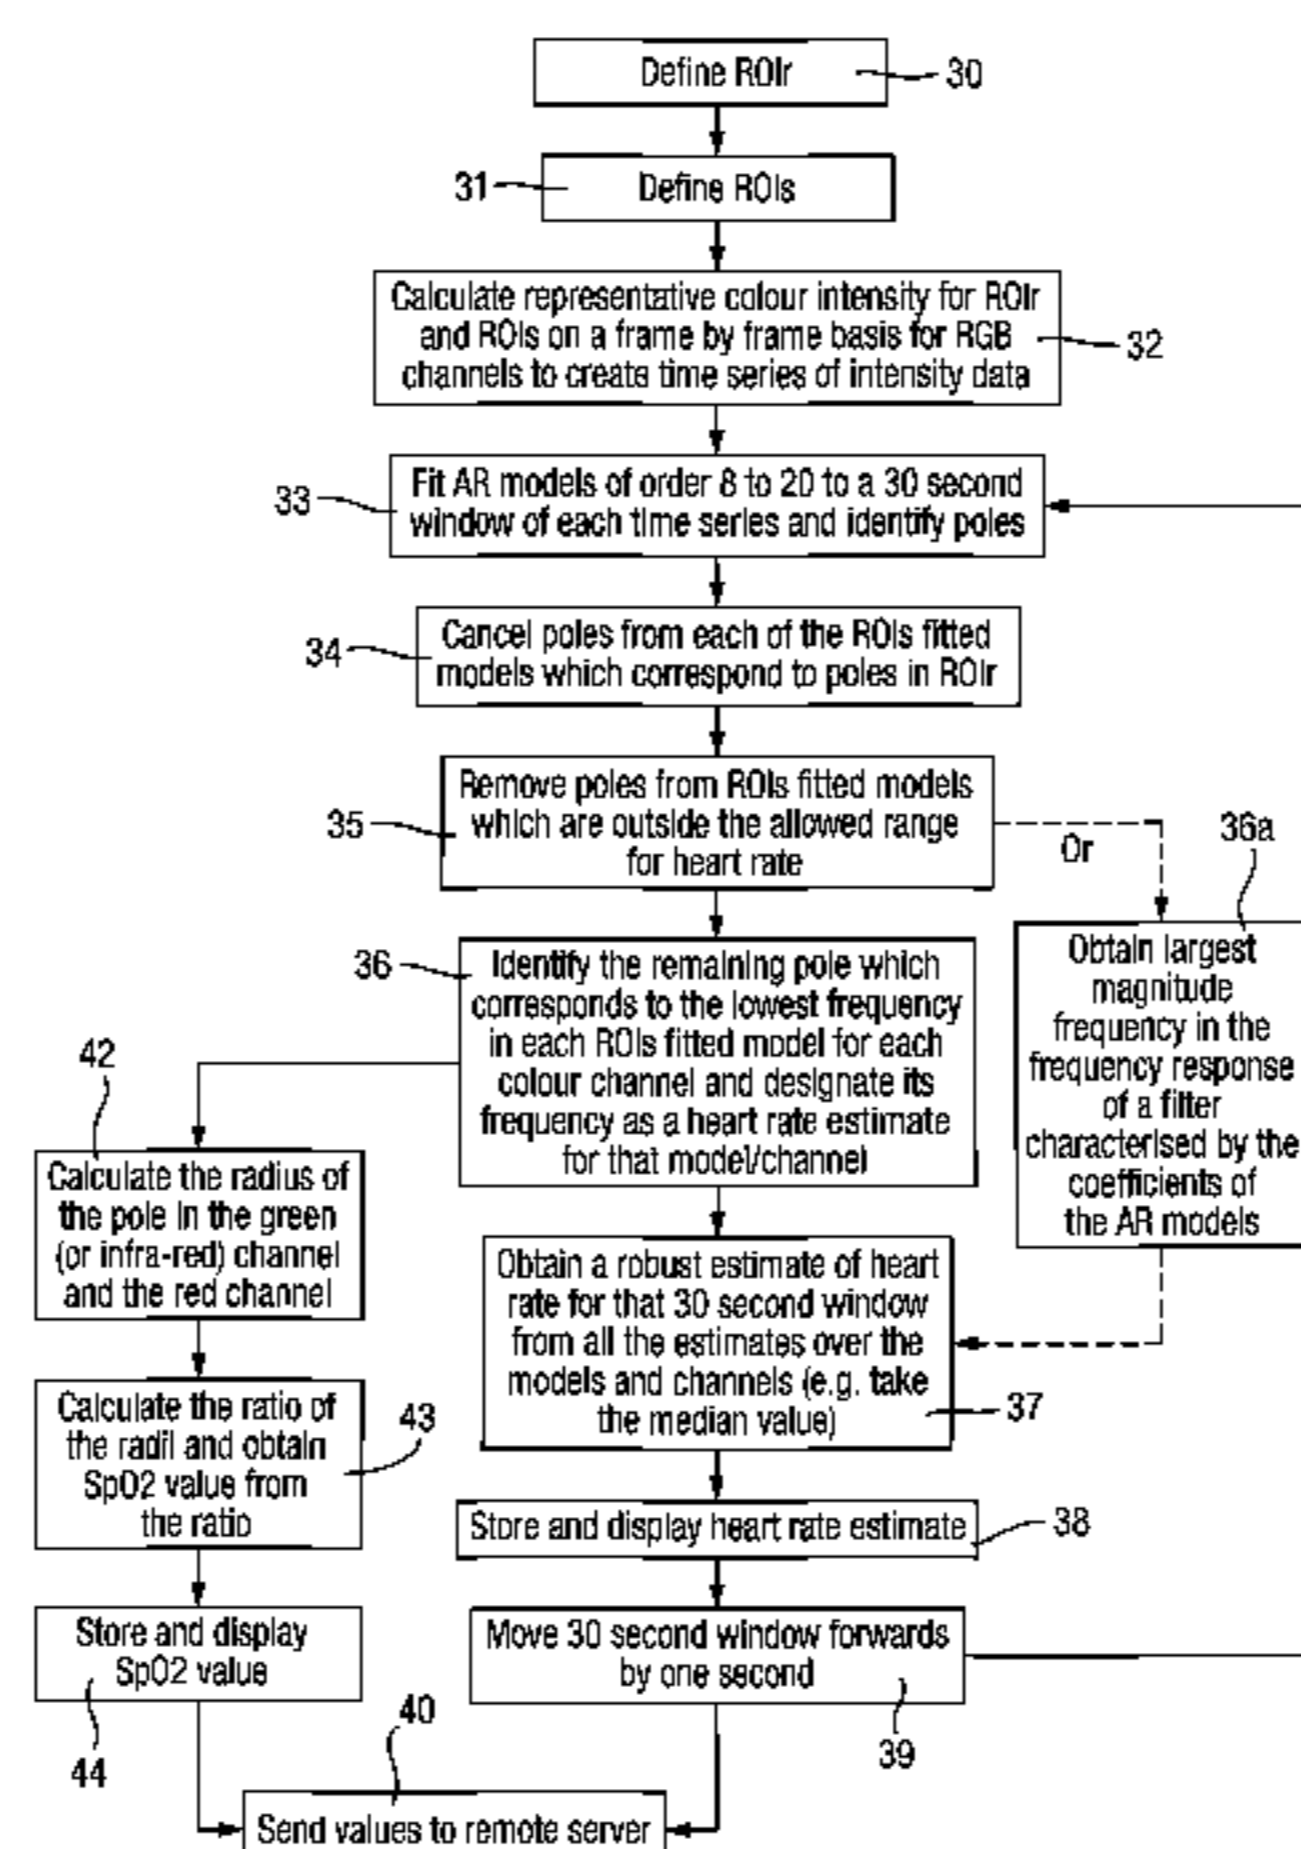 Define ROIr
30
31
Define ROIs
Calculate representative colour intensity for ROIr
and ROIs on a frame by frame basis for RGB
channels to create time series of intensity data
32
33
Fit AR models of order 8 to 20 to a 30 second
window of each time series and identify poles
34
Cancel poles from each of the ROIs fitted
models which correspond to poles in ROIr
35
Remove poles from ROIs fitted models
which are outside the allowed range
for heart rate
Or
36a
Obtain largest
magnitude
frequency in the
frequency response
of a filter
characterised by the
coefficients of
the AR models
36
Identify the remaining pole which
corresponds to the lowest frequency
in each ROIs fitted model for each
colour channel and designate its
frequency as a heart rate estimate
for that model/channel
42
Calculate the radius of
the pole in the green
(or infra-red) channel
and the red channel
Obtain a robust estimate of heart
rate for that 30 second window
from all the estimates over the
models and channels (e.g. take
the median value)
37
Calculate the ratio of
the radii and obtain
SpO2 value from
the ratio
43
Store and display heart rate estimate
38
Store and display
SpO2 value
44
Move 30 second window forwards
by one second
39
40
Send values to remote server